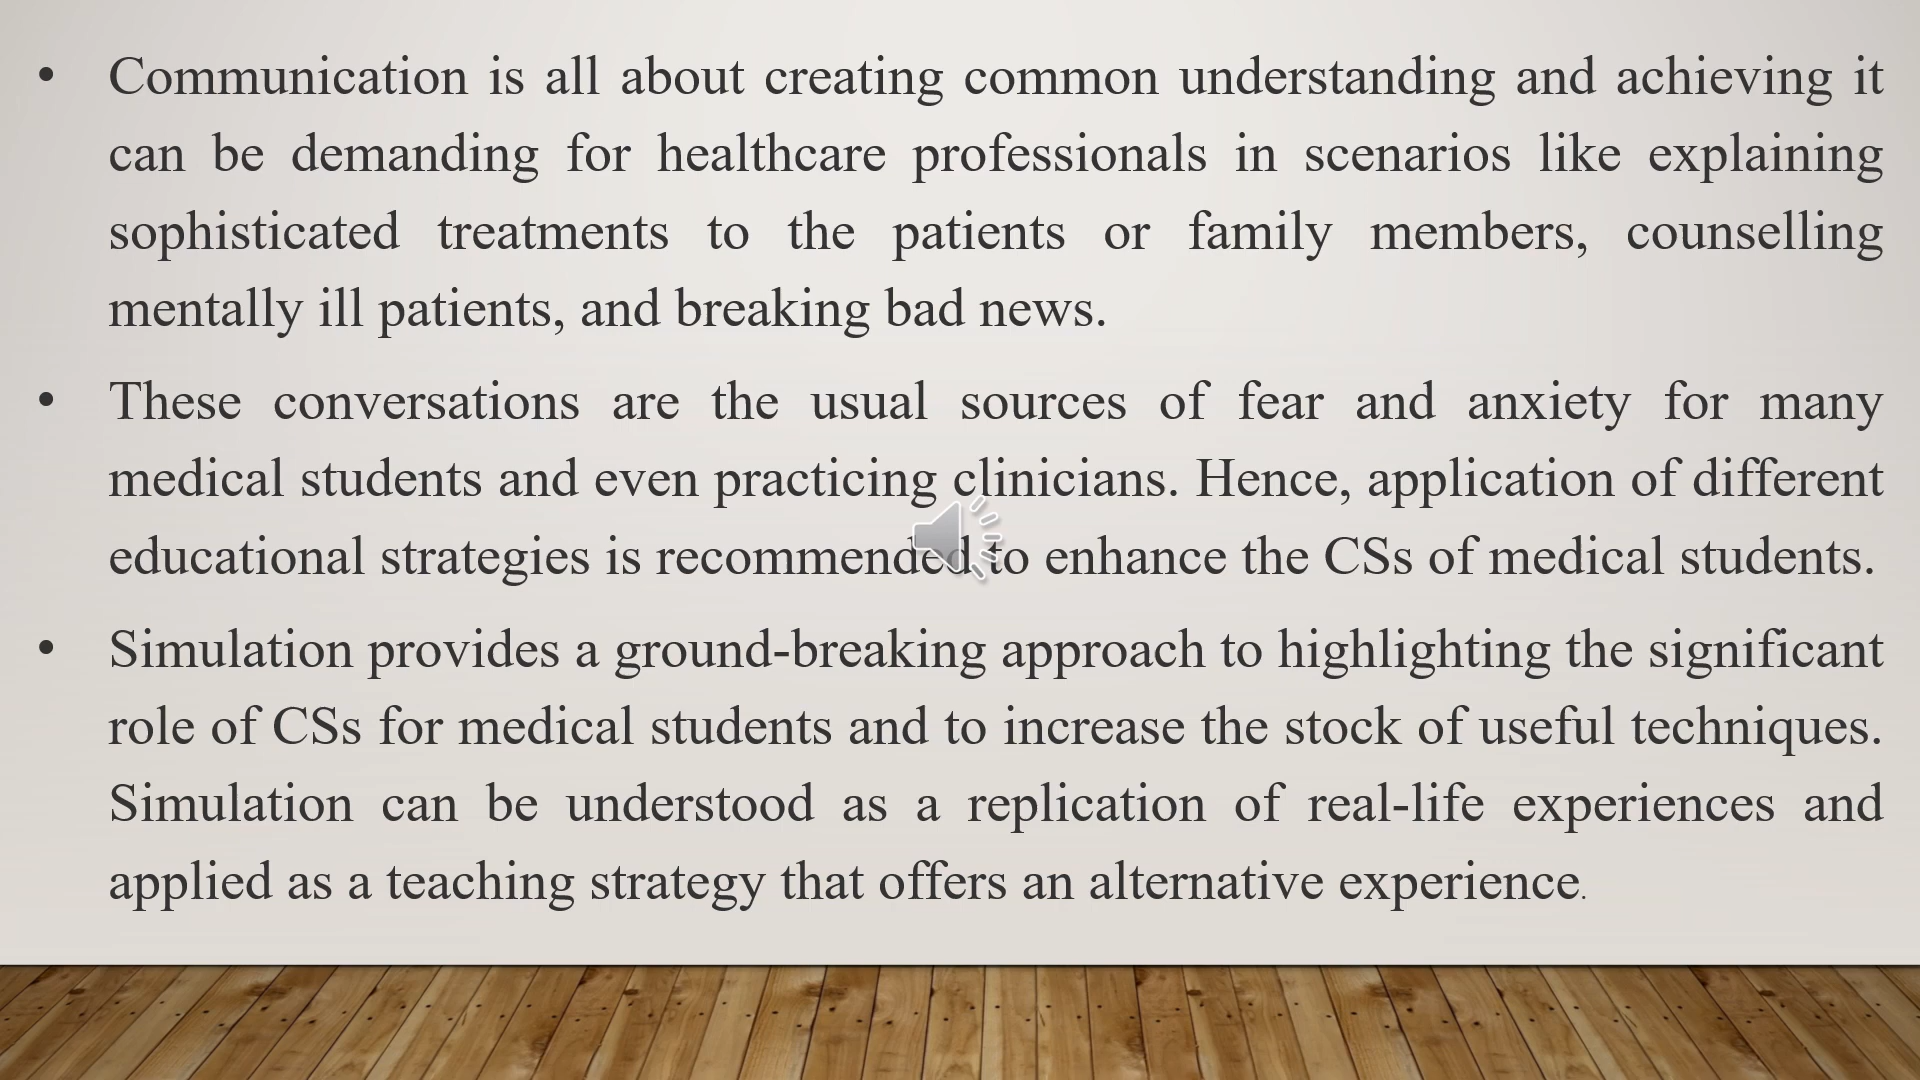 • Communication is all about creating common understanding and achieving it
can be demanding for healthcare professionals in scenarios like explaining
sophisticated treatments to the patients or family members, counselling
mentally ill patients, and breaking bad news.
• These conversations are the usual sources of fear and anxiety for many
medical students and even practicing clinicians. Hence, application of different
educational strategies is recommended to enhance the CSs of medical students.
• Simulation provides a ground-breaking approach to highlighting the significant
role of CSs for medical students and to increase the stock of useful techniques.
Simulation can be understood as a replication of real-life experiences and
applied as a teaching strategy that offers an alternative experience.